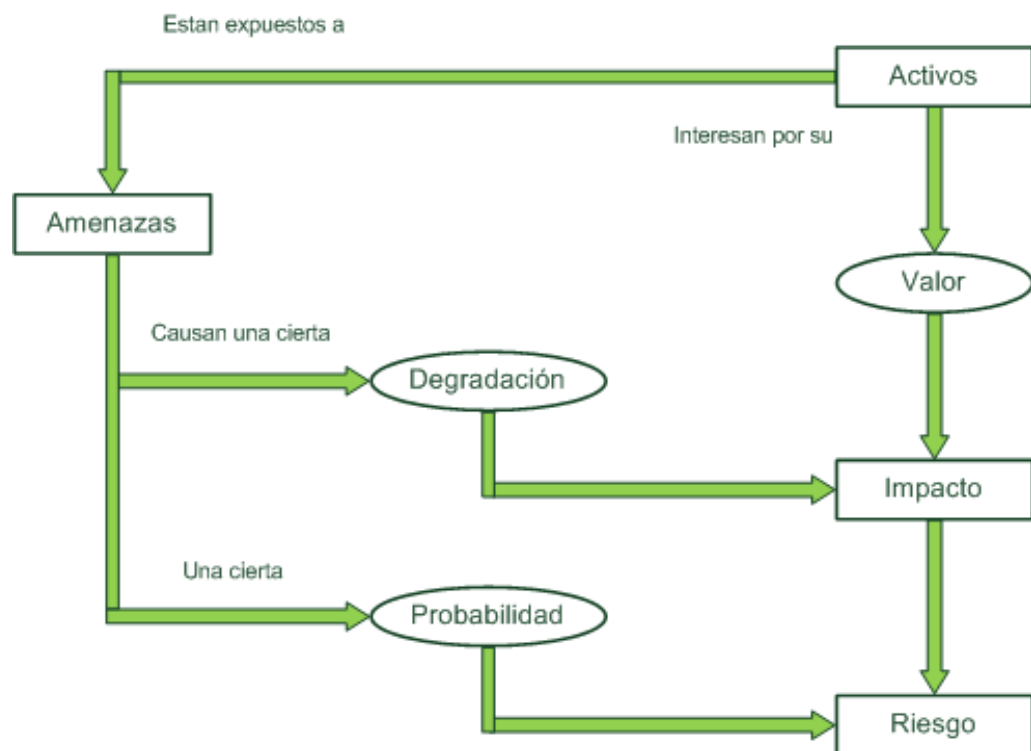 Estan expuestos a
Activos
Interesan por su
Amenazas
Valor
Causan una cierta
Degradación
Impacto
Una cierta
Probabilidad
Riesgo